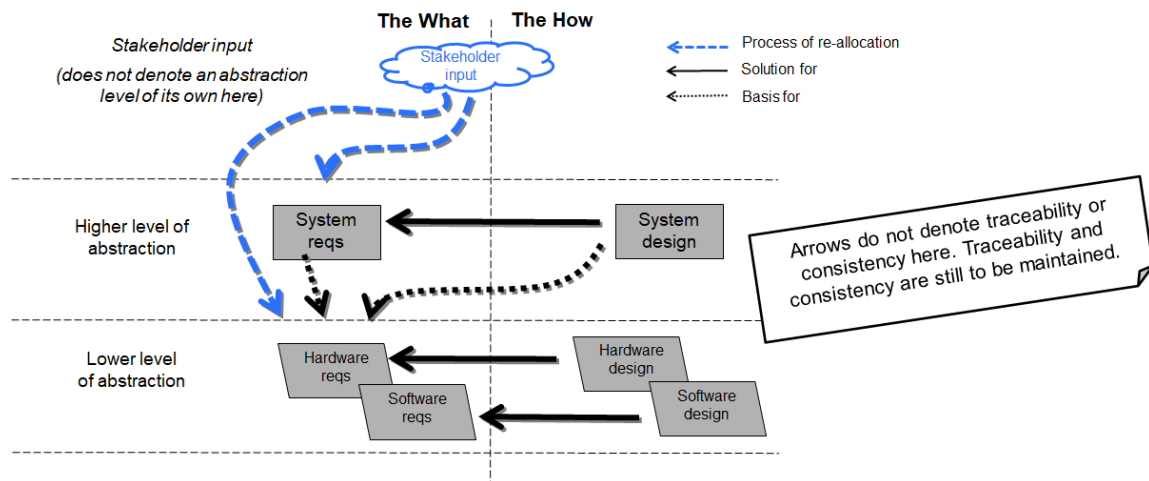 The What
The How
Stakeholder input
(does not denote an abstraction
level of its own here)
Stakeholder
input
Process of re-allocation
Solution for
Basis for
Higher level of
abstraction
System
reqs
System
design
Arrows do not denote traceability or
consistency here. Traceability and
consistency are still to be maintained.
Lower level
of abstraction
Hardware
reqs
Software
reqs
Hardware
design
Software
design